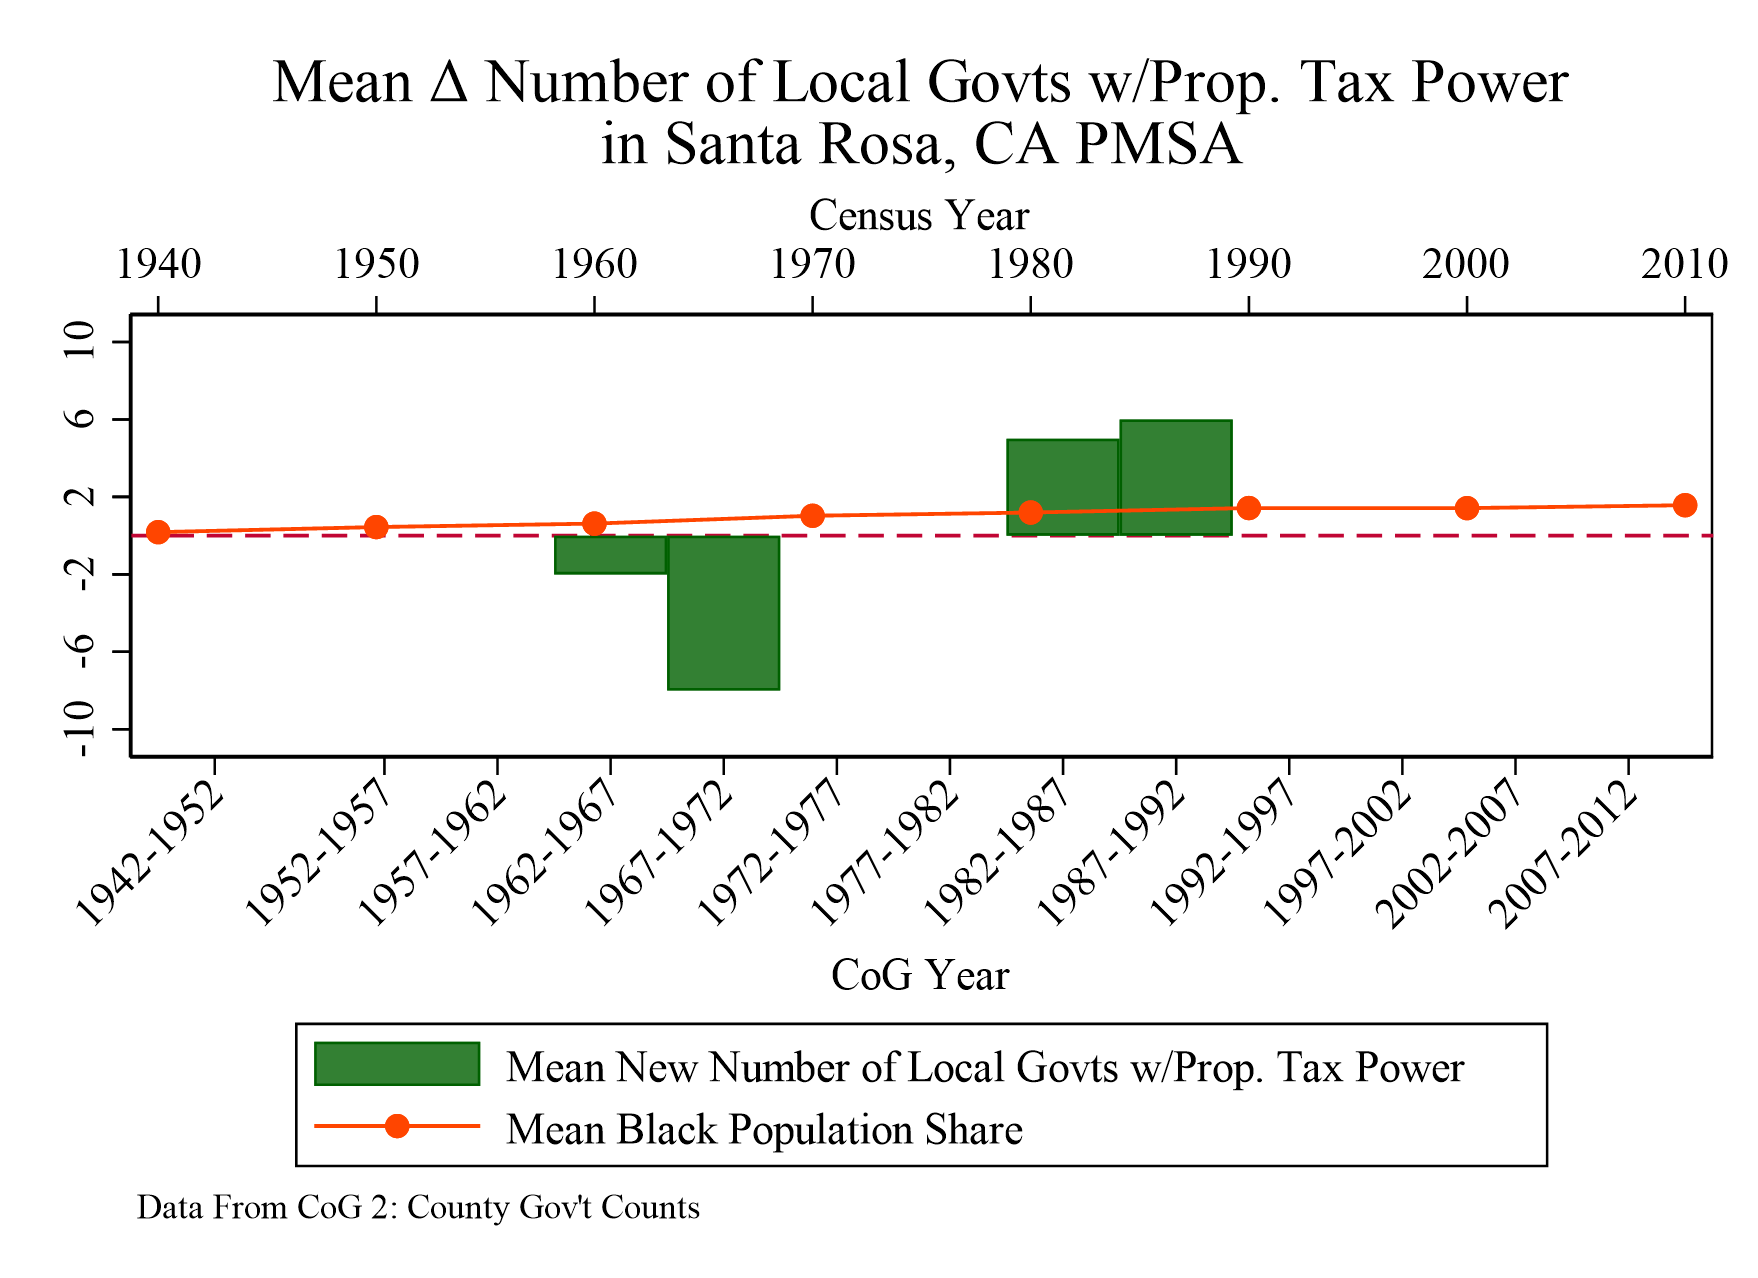 Mean Δ Number of Local Govts w/Prop. Tax Power
in Santa Rosa, CA PMSA
Census Year
1940 1950 1960 1970 1980 1990 2000 2010
10
6
2
-2
-6
-10
1942-1952 1952-1957 1957-1962 1962-1967 1967-1972 1972-1977 1977-1982 1982-1987 1987-1992 1992-1997 1997-2002 2002-2007 2007-2012
CoG Year
Mean New Number of Local Govts w/Prop. Tax Power
Mean Black Population Share
Data From CoG 2: County Gov't Counts